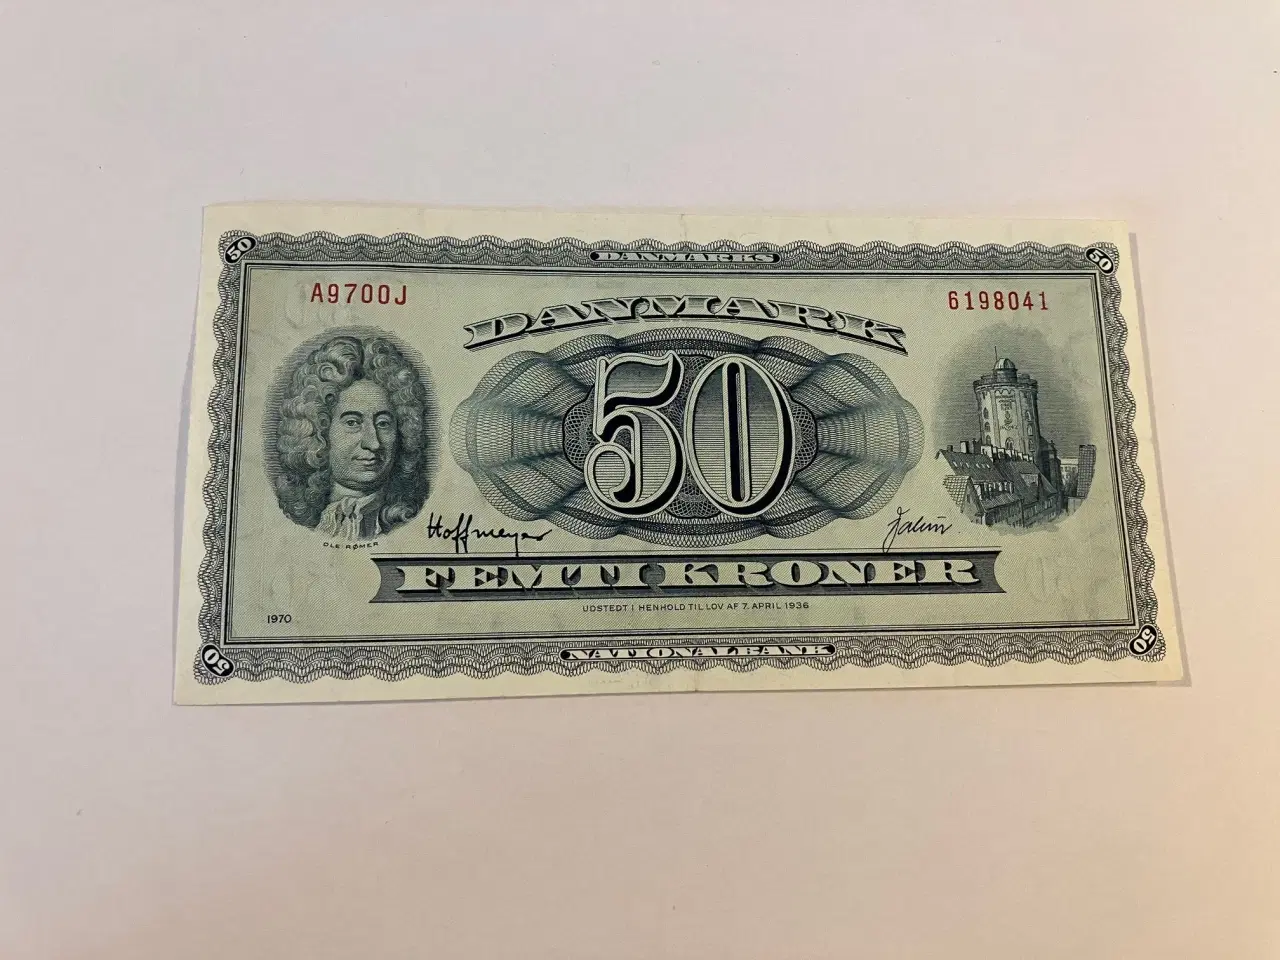 50 DANMARKS 50
A9700J 6198041
DANMARK
50
Hoffmeyer
OLE RØMER
FEMTI KRONER
UDSTEDT I HENHOLD TIL LOV AF 7. APRIL 1936
1970
50 NATIONALBANK 50